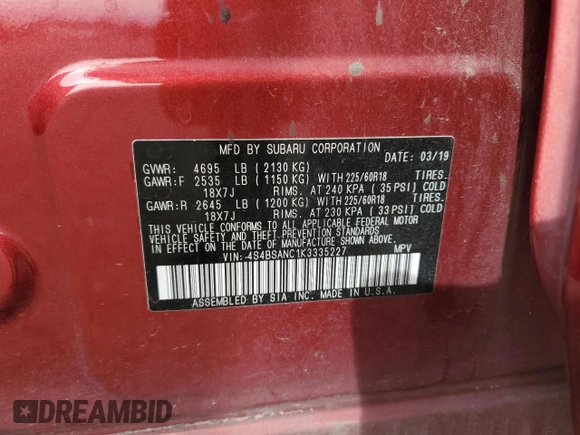 MFD BY SUBARU CORPORATION
GVWR: 4695 LB ( 2130 KG) DATE: 03/19
GAWR:F 2535 LB ( 1150 KG) WITH 225/60R18 TIRES.
18X7J RIMS. AT 240 KPA ( 35 PSI) COLD
GAWR:R 2645 LB ( 1200 KG) WITH 225/60R18 TIRES.
18X7J RIMS. AT 230 KPA ( 33 PSI) COLD
THIS VEHICLE CONFORMS TO ALL APPLICABLE FEDERAL MOTOR
VEHICLE SAFETY AND THEFT-PREVENTION STANDARDS
IN EFFECT ON THE DATE OF MANUFACTURE SHOWN ABOVE.
VIN: 4S4BSANC1K3335227 MPV
ASSEMBLED BY SIA INC. MADE IN U.S.A.
DREAMBID